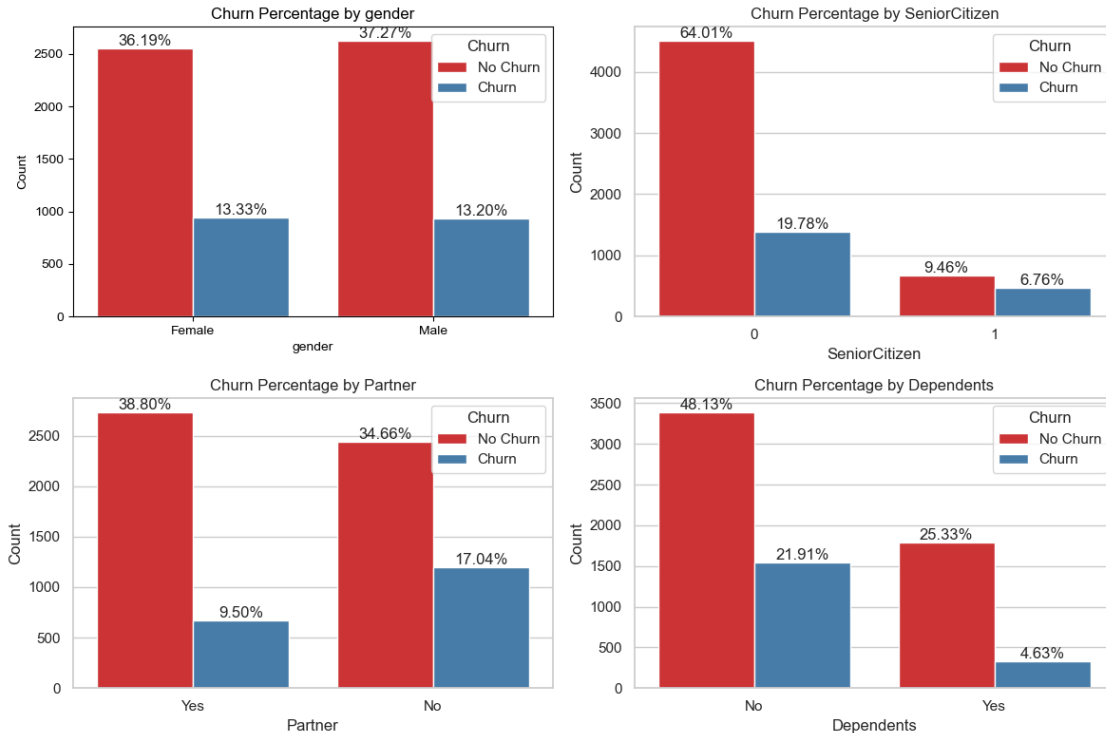 Churn Percentage by gender
36.19%
37.27%
13.33%
13.20%
Churn
No Churn
Churn
2500
2000
1500
1000
500
0
Count
Female
Male
gender
Churn Percentage by SeniorCitizen
64.01%
19.78%
9.46%
6.76%
Churn
No Churn
Churn
4000
3000
2000
1000
0
Count
0
1
SeniorCitizen
Churn Percentage by Partner
38.80%
34.66%
9.50%
17.04%
Churn
No Churn
Churn
2500
2000
1500
1000
500
0
Count
Yes
No
Partner
Churn Percentage by Dependents
48.13%
21.91%
25.33%
4.63%
Churn
No Churn
Churn
3500
3000
2500
2000
1500
1000
500
0
Count
No
Yes
Dependents